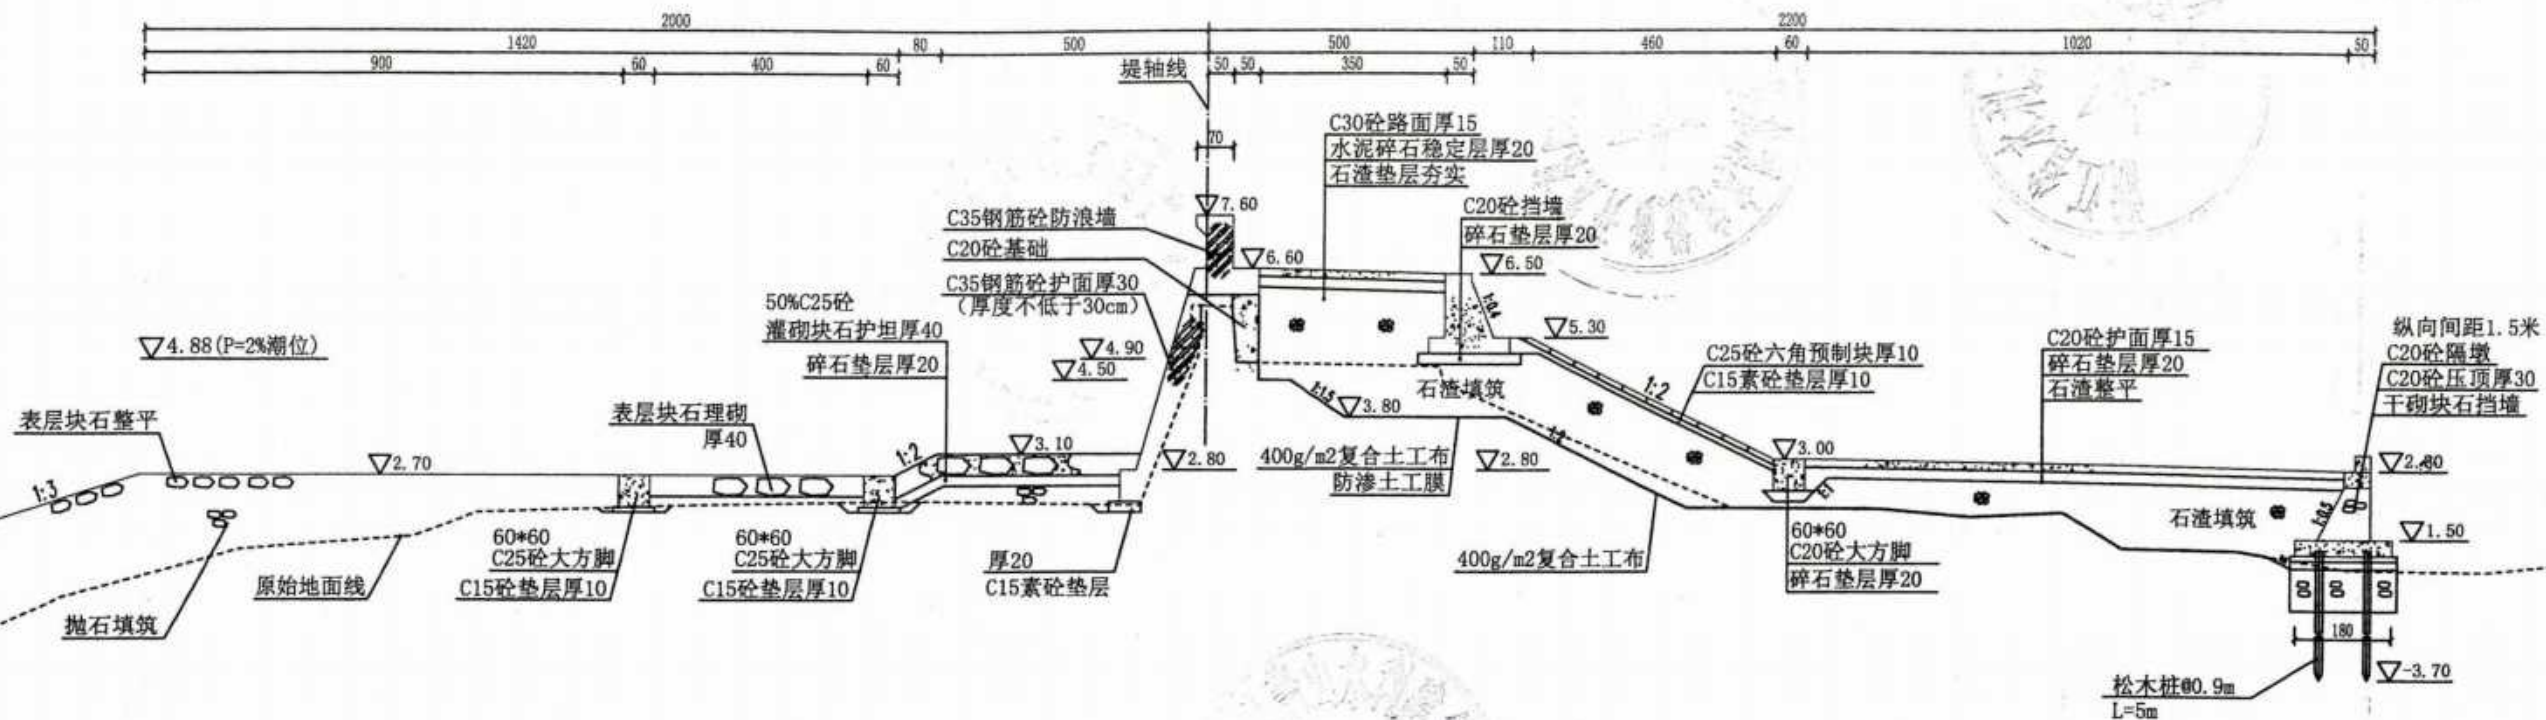 2000
2200
1420
80
500
500
110
460
60
1020
50
900
60
400
60
50
50
350
50
堤轴线
70
C30砼路面厚15
水泥碎石稳定层厚20
石渣垫层夯实
7.60
C35钢筋砼防浪墙
C20砼基础
C35钢筋砼护面厚30
(厚度不低于30cm)
6.60
C20砼挡墙
碎石垫层厚20
6.50
1:0.4
50%C25砼
灌砌块石护坦厚40
碎石垫层厚20
4.88(P=2%潮位)
4.90
4.50
5.30
C25砼六角预制块厚10
C15素砼垫层厚10
1:2
C20砼护面厚15
碎石垫层厚20
石渣整平
纵向间距1.5米
C20砼隔墩
C20砼压顶厚30
干砌块石挡墙
表层块石整平
表层块石理砌
厚40
石渣填筑
1:1.5
3.80
1:2
1:3
2.70
1:2
3.10
2.80
400g/m2复合土工布
防渗土工膜
2.80
3.00
1:1
2.80
石渣填筑
1:0.5
1.50
原始地面线
抛石填筑
60*60
C25砼大方脚
C15砼垫层厚10
60*60
C25砼大方脚
C15砼垫层厚10
厚20
C15素砼垫层
400g/m2复合土工布
60*60
C20砼大方脚
碎石垫层厚20
180
-3.70
松木桩@0.9m
L=5m